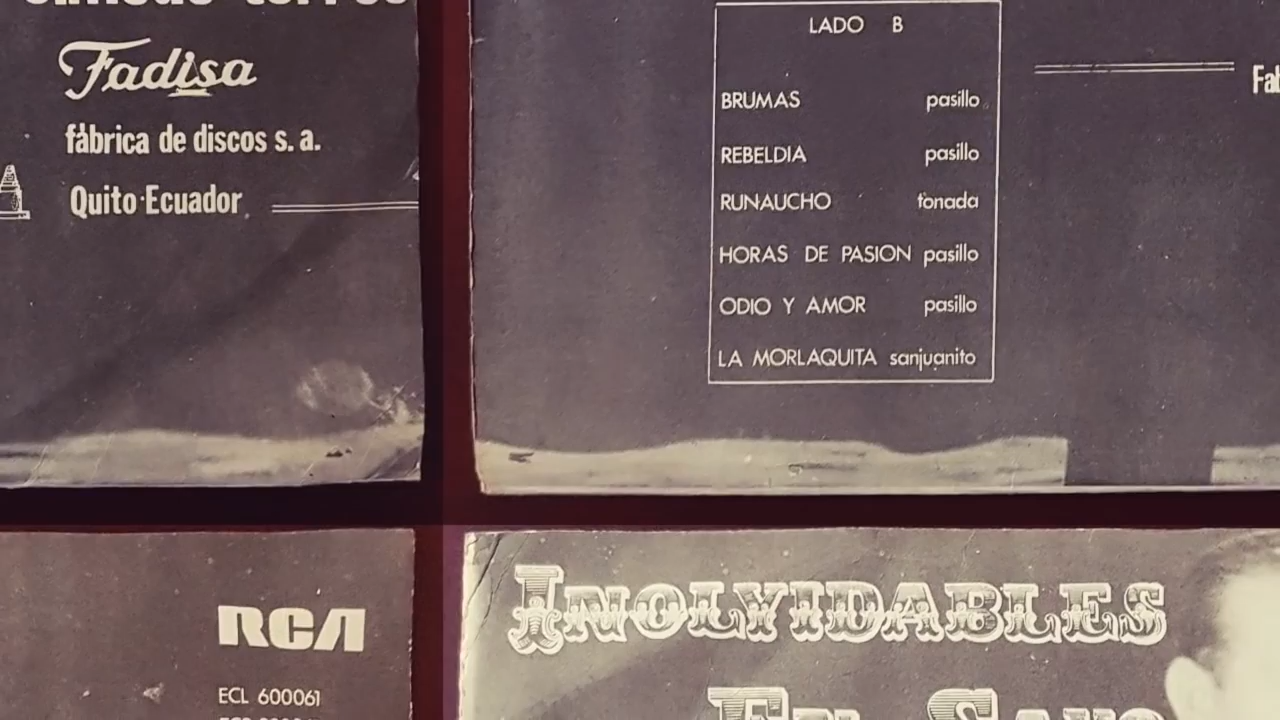 Fadisa
fábrica de discos s. a.
Quito·Ecuador
LADO B
BRUMAS pasillo
REBELDIA pasillo
RUNAUCHO tonada
HORAS DE PASION pasillo
ODIO Y AMOR pasillo
LA MORLAQUITA sanjuanito
RCA
ECL 600061
INOLVIDABLES